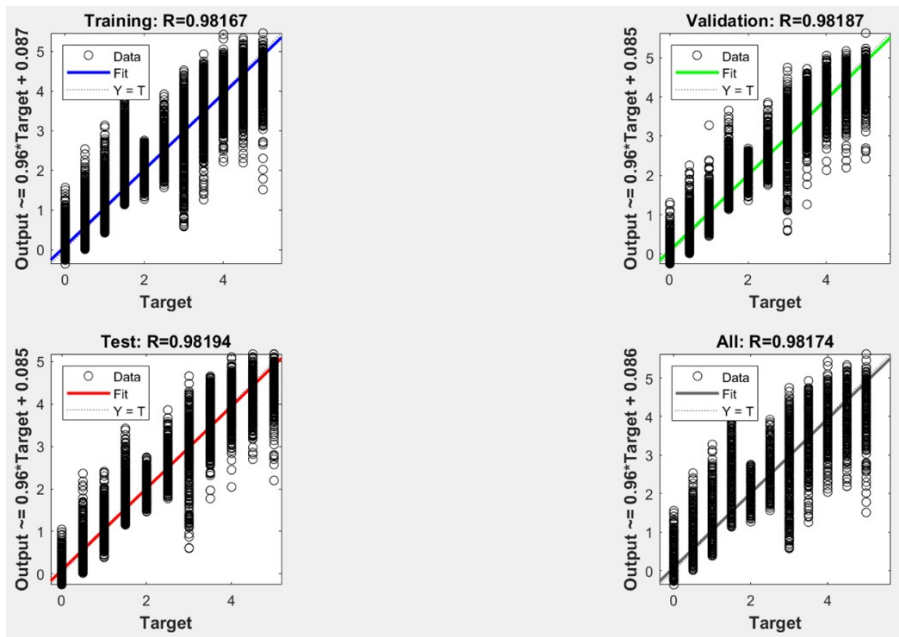 Training: R=0.98167
Output ~= 0.96*Target + 0.087
5
4
3
2
1
0
Data
Fit
Y = T
0 2 4
Target
Validation: R=0.98187
Output ~= 0.96*Target + 0.085
5
4
3
2
1
0
Data
Fit
Y = T
0 2 4
Target
Test: R=0.98194
Output ~= 0.96*Target + 0.085
5
4
3
2
1
0
Data
Fit
Y = T
0 2 4
Target
All: R=0.98174
Output ~= 0.96*Target + 0.086
5
4
3
2
1
0
Data
Fit
Y = T
0 2 4
Target